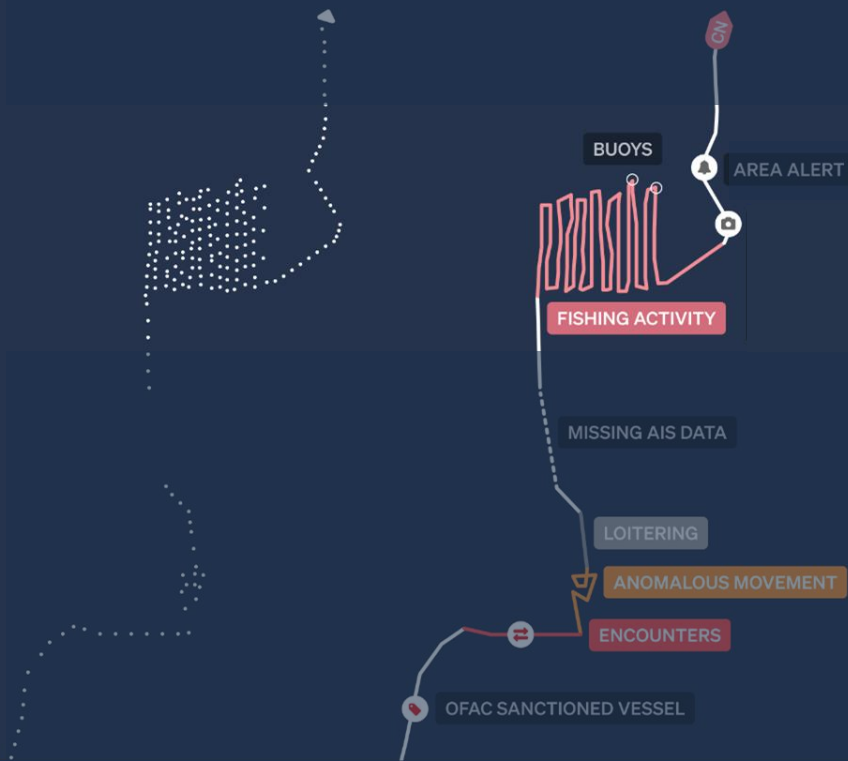 CN
BUOYS
AREA ALERT
FISHING ACTIVITY
MISSING AIS DATA
LOITERING
ANOMALOUS MOVEMENT
ENCOUNTERS
OFAC SANCTIONED VESSEL